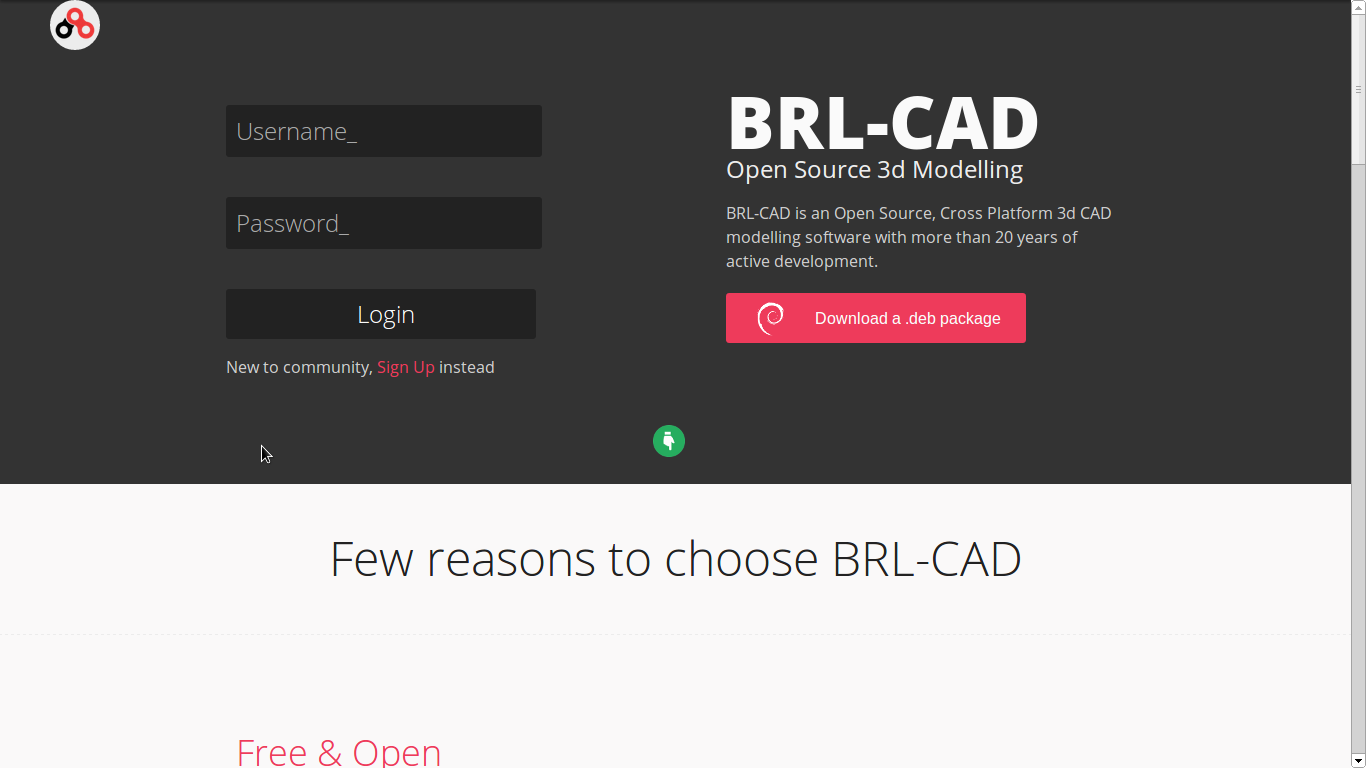 Username_
Password_
Login
New to community, Sign Up instead
BRL-CAD
Open Source 3d Modelling
BRL-CAD is an Open Source, Cross Platform 3d CAD
modelling software with more than 20 years of
active development.
Download a .deb package
Few reasons to choose BRL-CAD
Free & Open